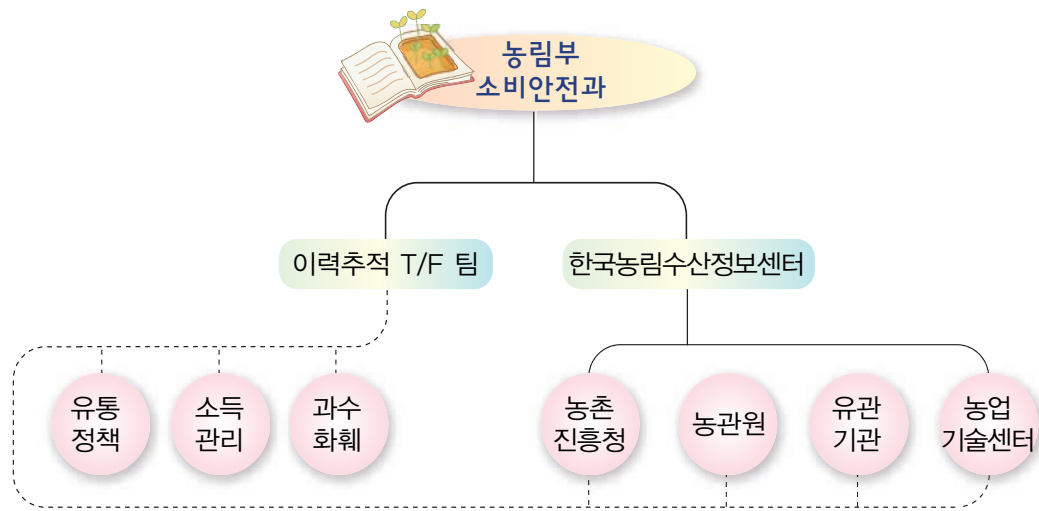 농림부
소비안전과
이력추적 T/F 팀
한국농림수산정보센터
유통
정책
소득
관리
과수
화훼
농촌
진흥청
농관원
유관
기관
농업
기술센터